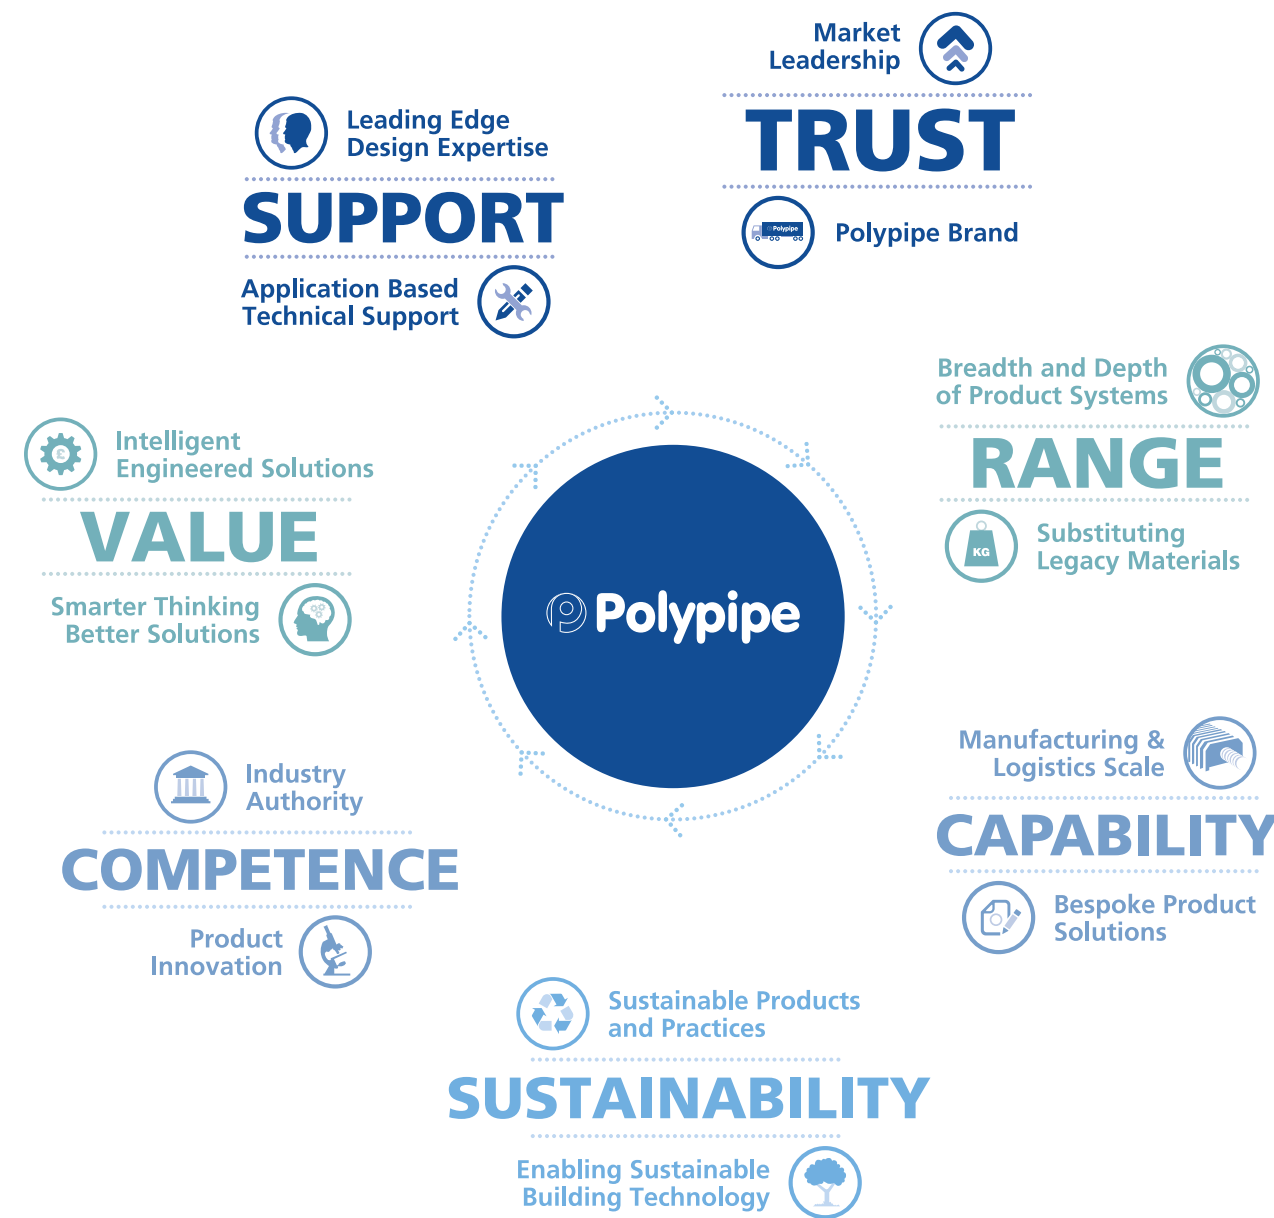 Market
Leadership
TRUST
Polypipe
Polypipe Brand
Leading Edge
Design Expertise
SUPPORT
Application Based
Technical Support
Breadth and Depth
of Product Systems
RANGE
KG
Substituting
Legacy Materials
Intelligent
Engineered Solutions
£
VALUE
Smarter Thinking
Better Solutions
Polypipe
Manufacturing &
Logistics Scale
CAPABILITY
Bespoke Product
Solutions
Industry
Authority
COMPETENCE
Product
Innovation
Sustainable Products
and Practices
SUSTAINABILITY
Enabling Sustainable
Building Technology